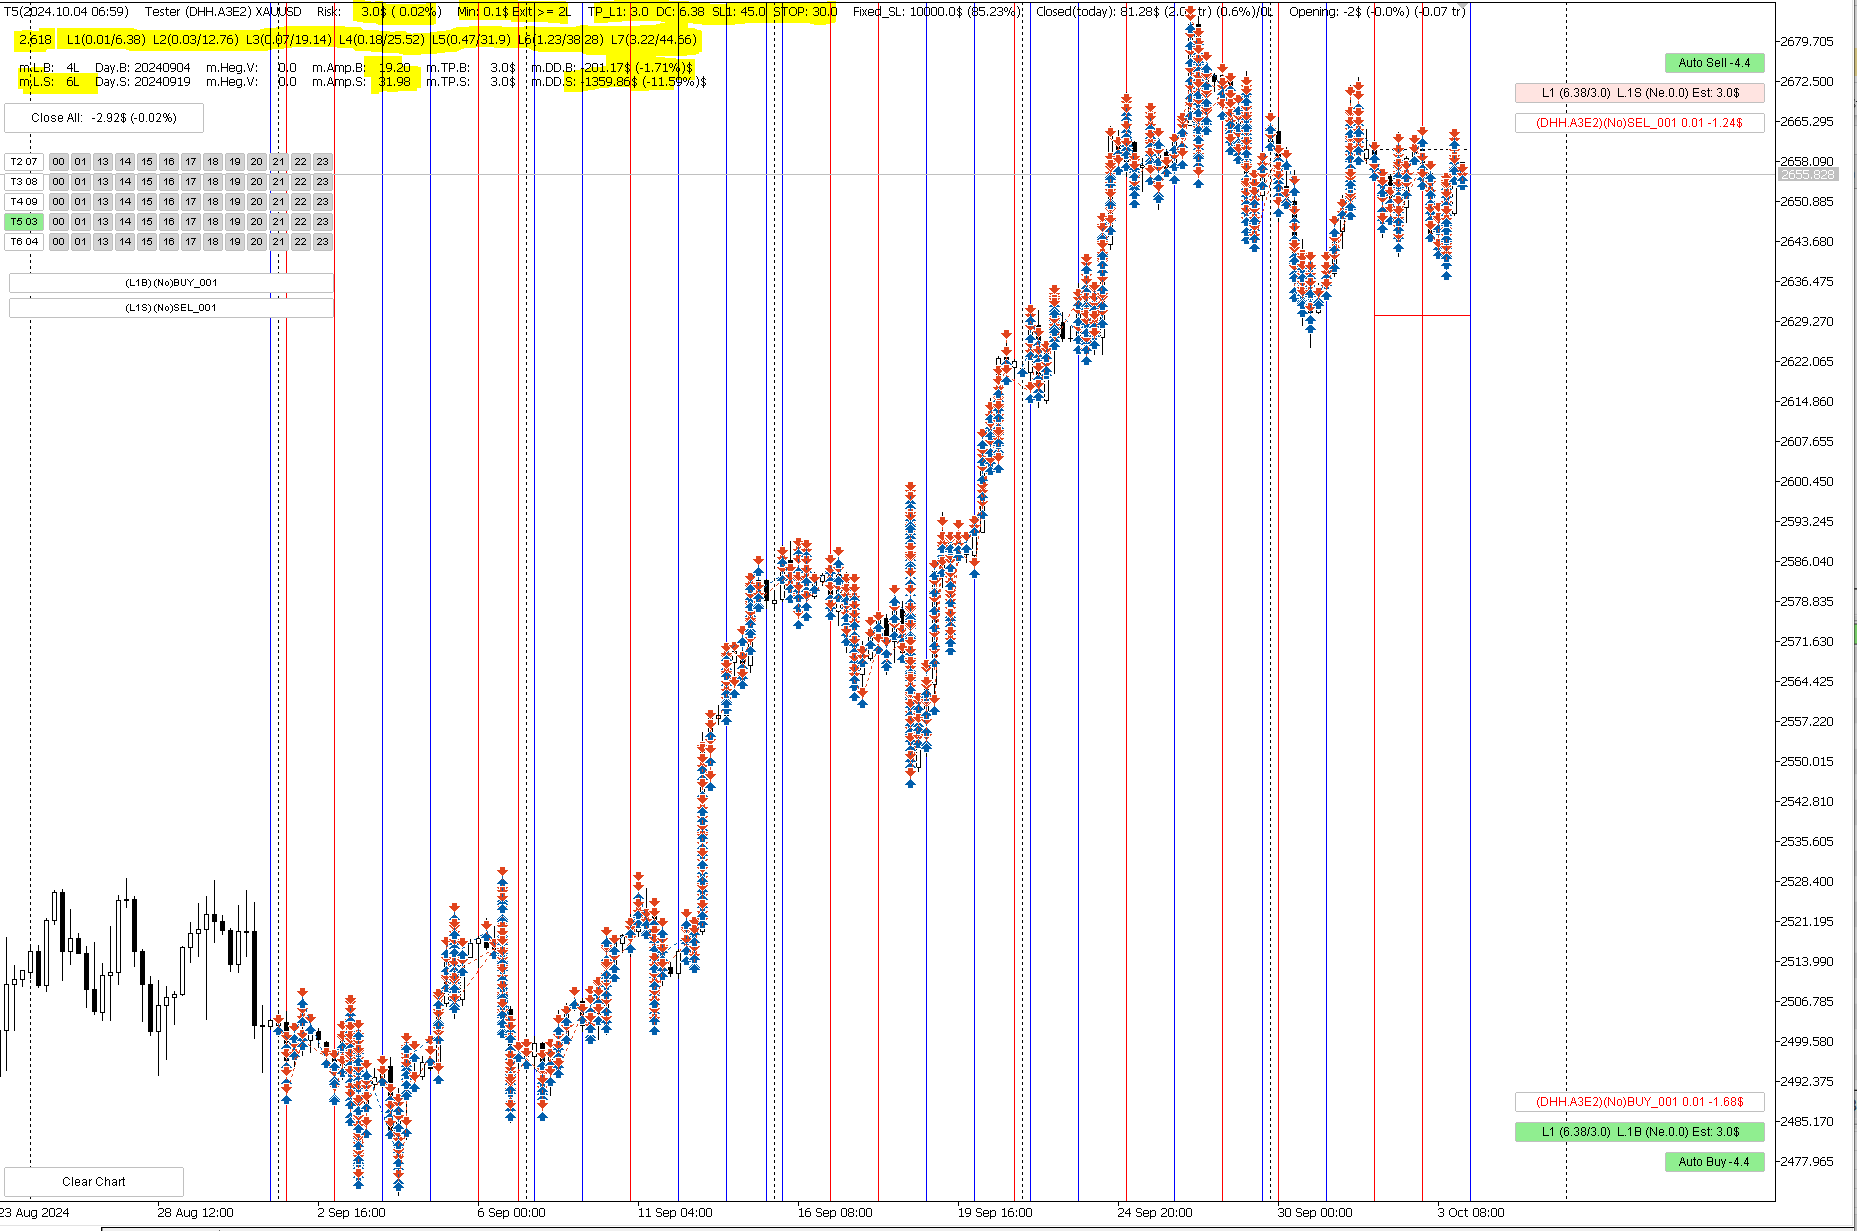 T5(2024.10.04 06:59) Tester (DHH.A3E2) XAUUSD Risk: 3.0$ ( 0.02%) Min: 0.1$ Exit >= 2L TP_L1: 3.0 DC: 6.38 SL1: 45.0 STOP: 30.0 Fixed_SL: 10000.0$ (85.23%) Closed(today): 81.28$ (2.0 tr) (0.6%)/0L Opening: -2$ (-0.0%) (-0.07 tr)
2.618 L1(0.01/6.38) L2(0.03/12.76) L3(0.07/19.14) L4(0.18/25.52) L5(0.47/31.9) L6(1.23/38.28) L7(3.22/44.66)
m.L.B: 4L Day.B: 20240904 m.Heg.V: 0.0 m.Amp.B: 19.20 m.TP.B: 3.0$ m.DD.B: -201.17$ (-1.71%)$
m.L.S: 6L Day.S: 20240919 m.Heg.V: 0.0 m.Amp.S: 31.98 m.TP.S: 3.0$ m.DD.S: -1359.86$ (-11.59%)$
Close All: -2.92$ (-0.02%)
T2 07 00 01 13 14 15 16 17 18 19 20 21 22 23
T3 08 00 01 13 14 15 16 17 18 19 20 21 22 23
T4 09 00 01 13 14 15 16 17 18 19 20 21 22 23
T5 03 00 01 13 14 15 16 17 18 19 20 21 22 23
T6 04 00 01 13 14 15 16 17 18 19 20 21 22 23
(L1B) (No)BUY_001
(L1S) (No)SEL_001
Auto Sell -4.4
L1 (6.38/3.0) L.1S (Ne.0.0) Est: 3.0$
(DHH.A3E2)(No)SEL_001 0.01 -1.24$
2679.705
2672.500
2665.295
2658.090
2655.828
2650.885
2643.680
2636.475
2629.270
2622.065
2614.860
2607.655
2600.450
2593.245
2586.040
2578.835
2571.630
2564.425
2557.220
2550.015
2542.810
2535.605
2528.400
2521.195
2513.990
2506.785
2499.580
2492.375
2485.170
2477.965
(DHH.A3E2)(No)BUY_001 0.01 -1.68$
L1 (6.38/3.0) L.1B (Ne.0.0) Est: 3.0$
Auto Buy -4.4
Clear Chart
23 Aug 2024 28 Aug 12:00 2 Sep 16:00 6 Sep 00:00 11 Sep 04:00 16 Sep 08:00 19 Sep 16:00 24 Sep 20:00 30 Sep 00:00 3 Oct 08:00